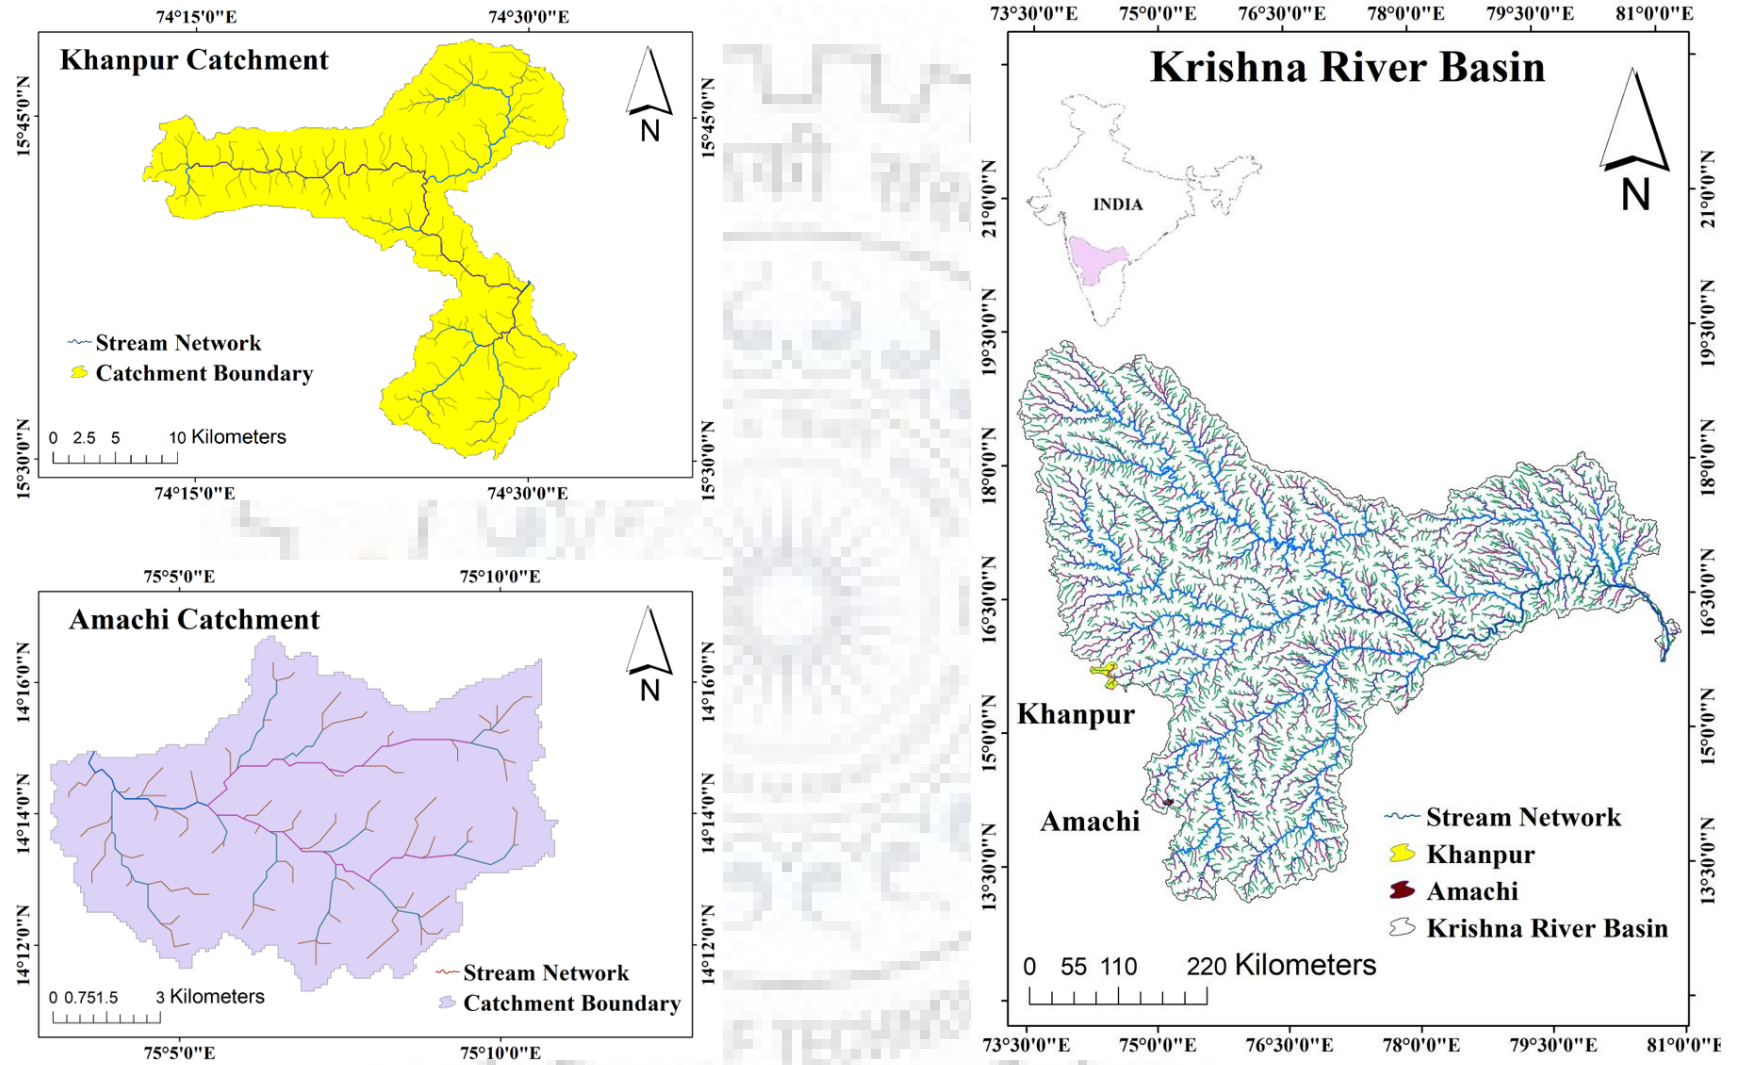 74°15'0"E 74°30'0"E
Khanpur Catchment
15°45'0"N
15°45'0"N
N
Stream Network
Catchment Boundary
0 2.5 5 10 Kilometers
15°30'0"N
15°30'0"N
74°15'0"E 74°30'0"E
75°5'0"E 75°10'0"E
Amachi Catchment
N
14°16'0"N
14°16'0"N
14°14'0"N
14°14'0"N
14°12'0"N
14°12'0"N
Stream Network
Catchment Boundary
0 0.751.5 3 Kilometers
75°5'0"E 75°10'0"E
73°30'0"E 75°0'0"E 76°30'0"E 78°0'0"E 79°30'0"E 81°0'0"E
Krishna River Basin
N
INDIA
21°0'0"N
21°0'0"N
19°30'0"N
19°30'0"N
18°0'0"N
18°0'0"N
16°30'0"N
16°30'0"N
Khanpur
15°0'0"N
15°0'0"N
Amachi
13°30'0"N
13°30'0"N
Stream Network
Khanpur
Amachi
Krishna River Basin
0 55 110 220 Kilometers
73°30'0"E 75°0'0"E 76°30'0"E 78°0'0"E 79°30'0"E 81°0'0"E